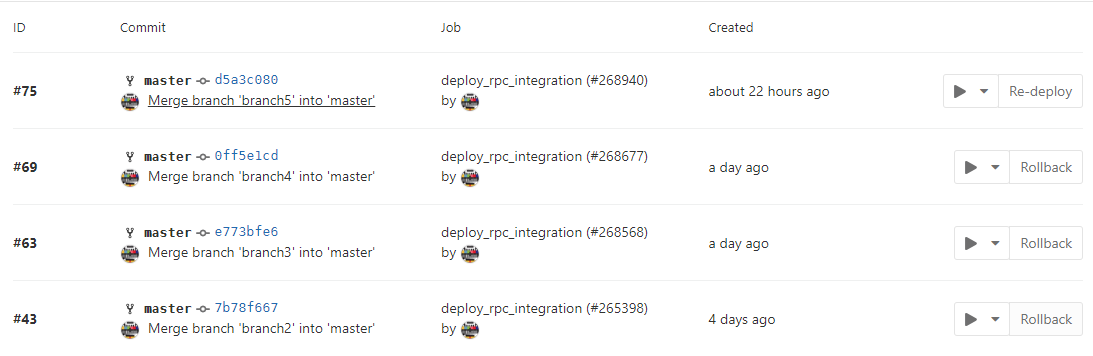 ID Commit Job Created
#75 master d5a3c080 deploy_rpc_integration (#268940) about 22 hours ago Re-deploy
Merge branch 'branch5' into 'master' by
#69 master 0ff5e1cd deploy_rpc_integration (#268677) a day ago Rollback
Merge branch 'branch4' into 'master' by
#63 master e773bfe6 deploy_rpc_integration (#268568) a day ago Rollback
Merge branch 'branch3' into 'master' by
#43 master 7b78f667 deploy_rpc_integration (#265398) 4 days ago Rollback
Merge branch 'branch2' into 'master' by